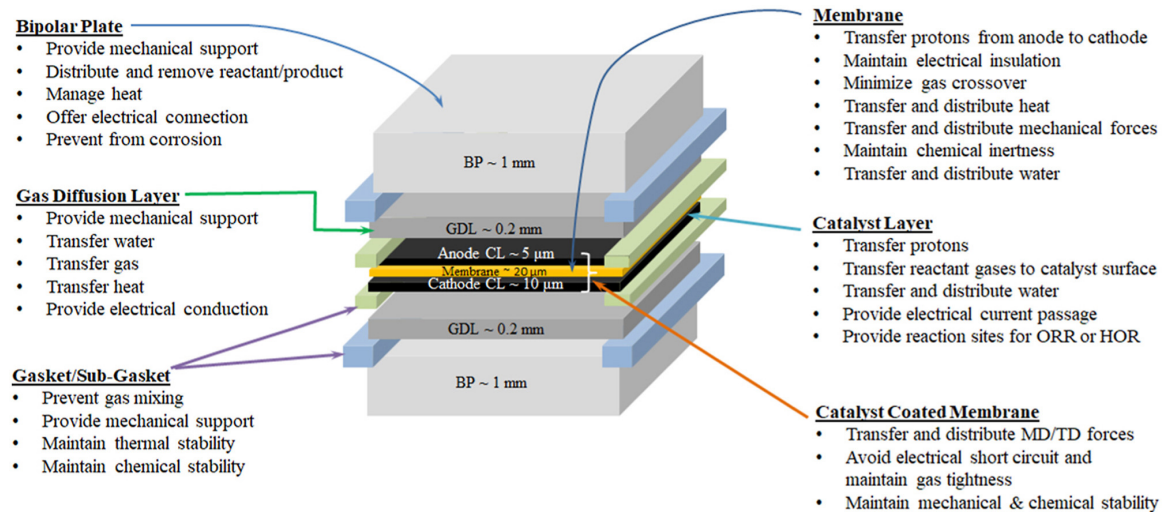 Bipolar Plate
• Provide mechanical support
• Distribute and remove reactant/product
• Manage heat
• Offer electrical connection
• Prevent from corrosion
Gas Diffusion Layer
• Provide mechanical support
• Transfer water
• Transfer gas
• Transfer heat
• Provide electrical conduction
Gasket/Sub-Gasket
• Prevent gas mixing
• Provide mechanical support
• Maintain thermal stability
• Maintain chemical stability
BP ~ 1 mm
GDL ~ 0.2 mm
Anode CL ~ 5 µm
Membrane ~ 20 µm
Cathode CL ~ 10 µm
GDL ~ 0.2 mm
BP ~ 1 mm
Membrane
• Transfer protons from anode to cathode
• Maintain electrical insulation
• Minimize gas crossover
• Transfer and distribute heat
• Transfer and distribute mechanical forces
• Maintain chemical inertness
• Transfer and distribute water
Catalyst Layer
• Transfer protons
• Transfer reactant gases to catalyst surface
• Transfer and distribute water
• Provide electrical current passage
• Provide reaction sites for ORR or HOR
Catalyst Coated Membrane
• Transfer and distribute MD/TD forces
• Avoid electrical short circuit and
maintain gas tightness
• Maintain mechanical & chemical stability